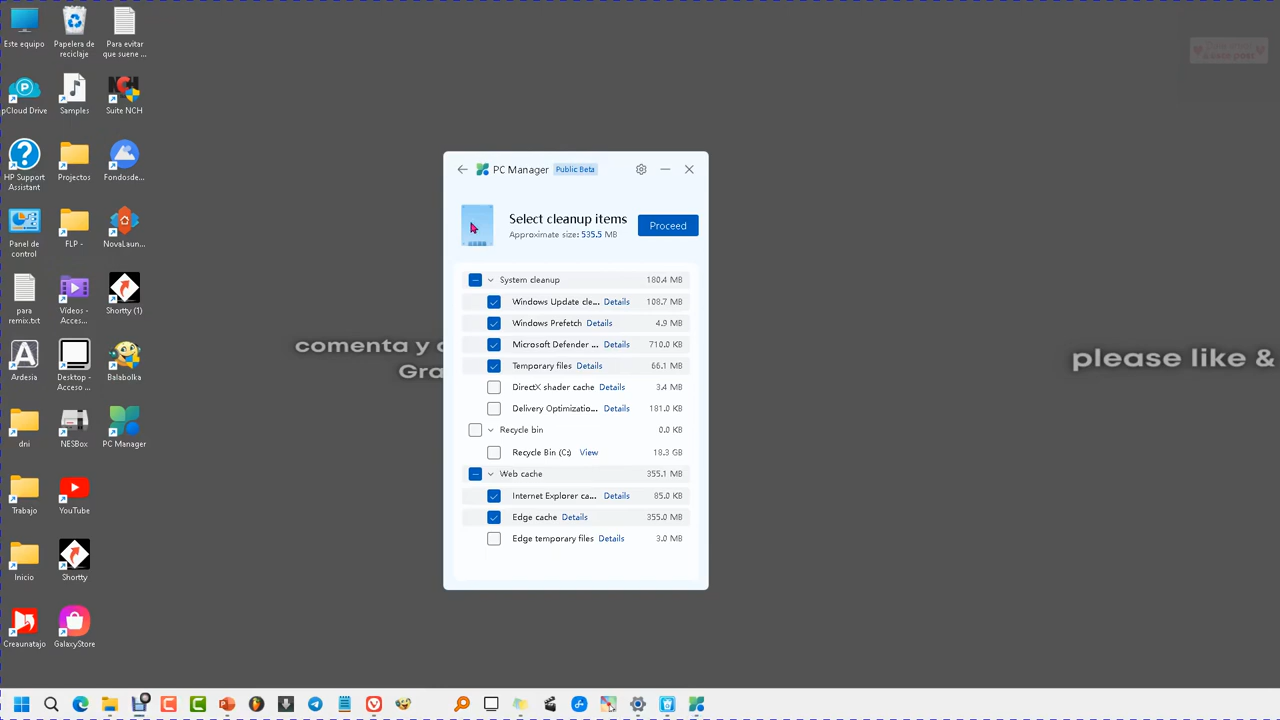 Este equipo
Papelera de
reciclaje
Para evitar
que suene ...
pCloud Drive
Samples
Suite NCH
HP Support
Assistant
Projectos
Fondosde...
Panel de
control
FLP -
NovaLaun...
para
remix.txt
Videos -
Acces...
Shortty (1)
Ardesia
Desktop -
Acceso ...
Balabolka
dni
NESBox
PC Manager
Trabajo
YouTube
Inicio
Shortty
Creaunatajo
GalaxyStore
PC Manager Public Beta
Select cleanup items
Approximate size: 535.5 MB
Proceed
System cleanup 180.4 MB
Windows Update cle... Details 108.7 MB
Windows Prefetch Details 4.9 MB
Microsoft Defender ... Details 710.0 KB
Temporary files Details 66.1 MB
DirectX shader cache Details 3.4 MB
Delivery Optimizatio... Details 181.0 KB
Recycle bin 0.0 KB
Recycle Bin (C:) View 18.3 GB
Web cache 355.1 MB
Internet Explorer ca... Details 85.0 KB
Edge cache Details 355.0 MB
Edge temporary files Details 3.0 MB
comenta y
Gra
please like &